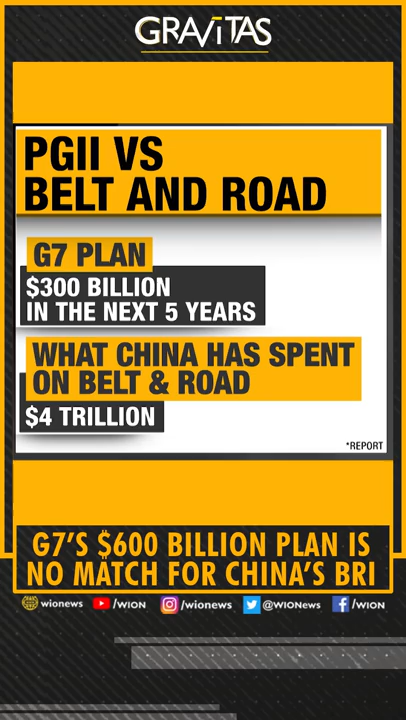 GRAVITAS
PGII VS
BELT AND ROAD
G7 PLAN
$300 BILLION
IN THE NEXT 5 YEARS
WHAT CHINA HAS SPENT
ON BELT & ROAD
$4 TRILLION
*REPORT
G7'S $600 BILLION PLAN IS
NO MATCH FOR CHINA'S BRI
wionews /WION /wionews @WIONews /WION